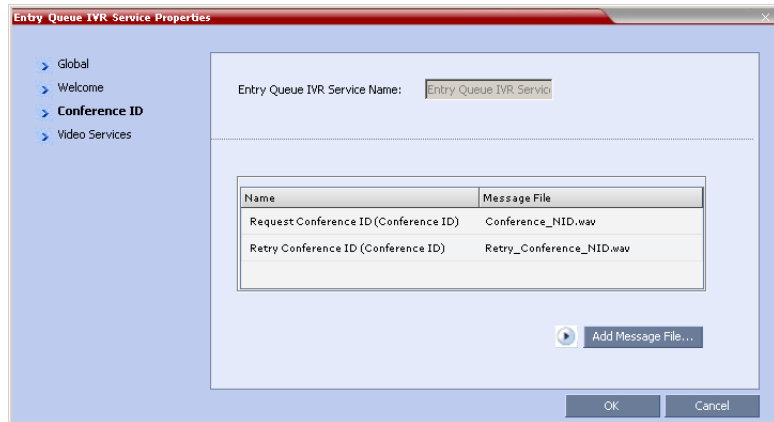 Entry Queue IVR Service Properties
Global
Welcome
Conference ID
Video Services
Entry Queue IVR Service Name: Entry Queue IVR Servic
Name Message File
Request Conference ID (Conference ID) Conference_NID.wav
Retry Conference ID (Conference ID) Retry_Conference_NID.wav
Add Message File...
OK Cancel